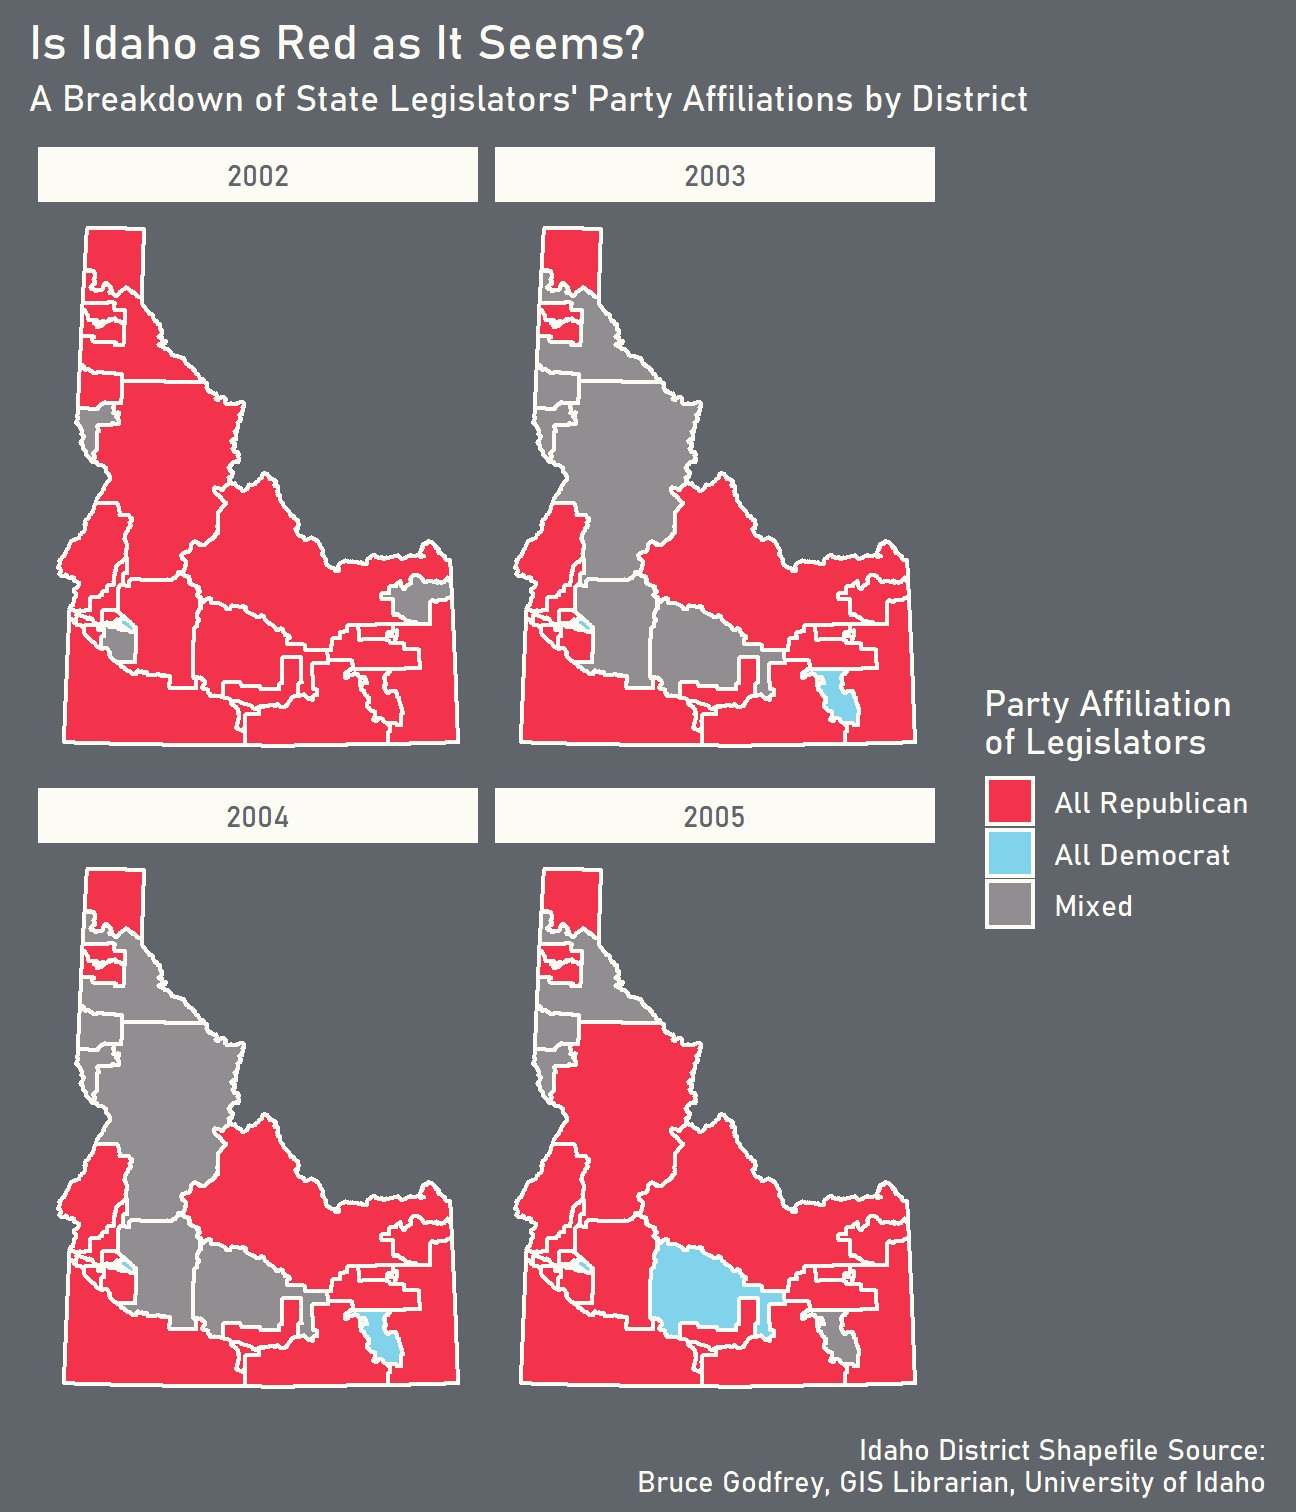 Is Idaho as Red as It Seems?
A Breakdown of State Legislators' Party Affiliations by District
2002
2003
2004
2005
Party Affiliation
of Legislators
All Republican
All Democrat
Mixed
Idaho District Shapefile Source:
Bruce Godfrey, GIS Librarian, University of Idaho